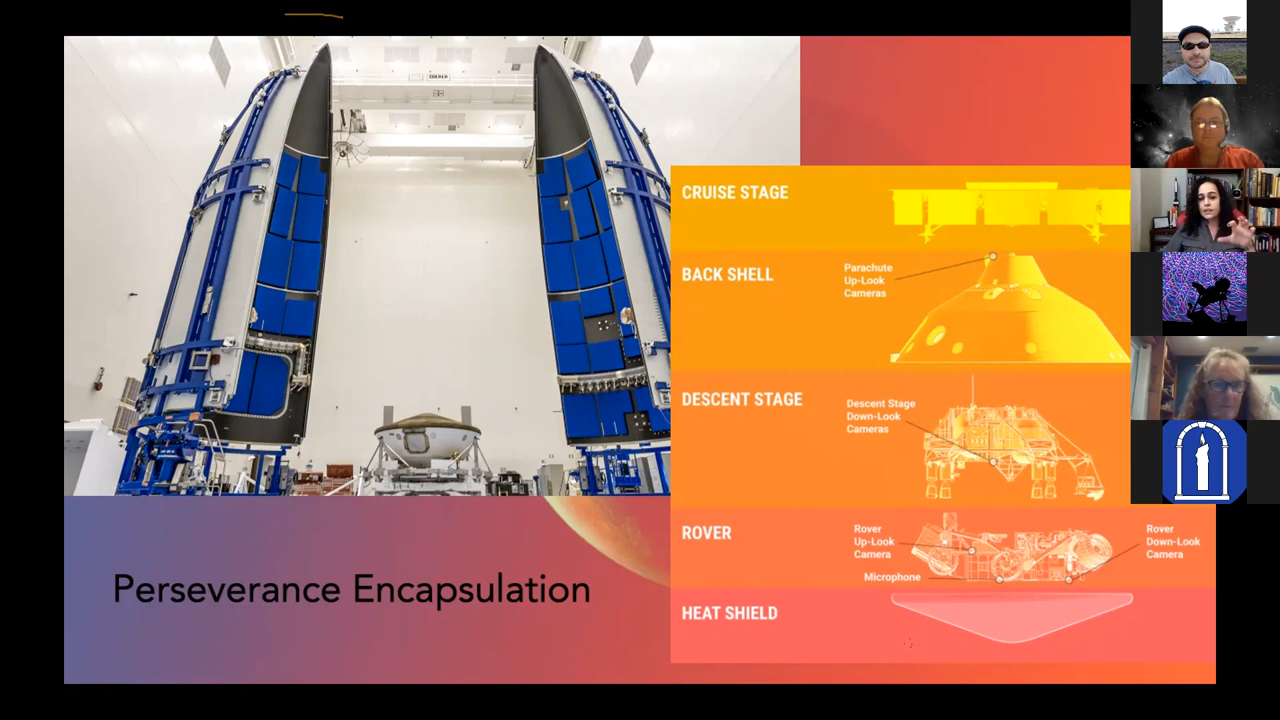 CRUISE STAGE
BACK SHELL
Parachute
Up-Look
Cameras
DESCENT STAGE
Descent Stage
Down-Look
Cameras
ROVER
Rover
Up-Look
Camera
Microphone
Rover
Down-Look
Camera
HEAT SHIELD
Perseverance Encapsulation